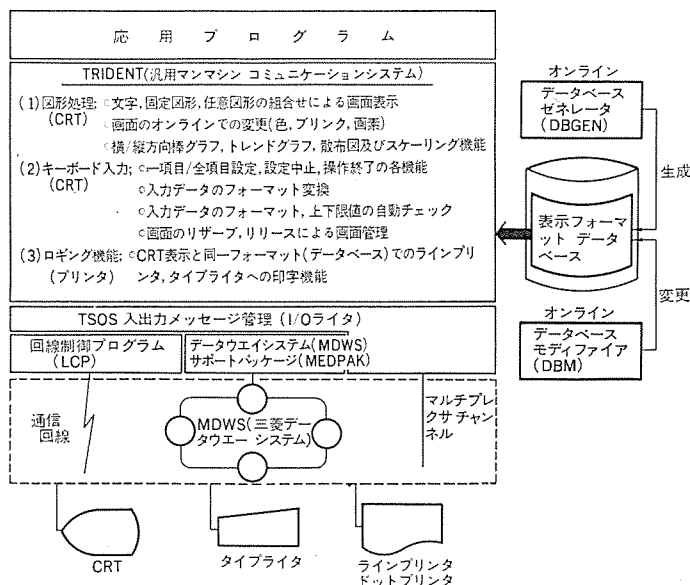 応用プログラム
TRIDENT(汎用マンマシン コミュニケーションシステム)
(1)図形処理;○文字,固定図形,任意図形の組合せによる画面表示
(CRT) ○画面のオンラインでの変更(色,ブリンク,画素)
○横/縦方向棒グラフ,トレンドグラフ,散布図及びスケーリング機能
(2)キーボード入力;○一項目/全項目設定,設定中止,操作終了の各機能
(CRT) ○入力データのフォーマット変換
○入力データのフォーマット,上下限値の自動チェック
○画面のリザーブ,リリースによる画面管理
(3)ロギング機能;○CRT表示と同一フォーマット(データベース)でのラインプリ
(プリンタ) ンタ,タイプライタへの印字機能
TSOS 入出力メッセージ管理(I/Oライタ)
回線制御プログラム
(LCP)
データウエイシステム(MDWS)
サポートパッケージ(MEDPAK)
通信
回線
MDWS(三菱デー
タウエー システム)
マルチプレ
クサチャン
ネル
CRT
タイプライタ
ラインプリンタ
ドットプリンタ
オンライン
データベース
ゼネレータ
(DBGEN)
生成
表示フォーマ
ット データ
ベース
変更
オンライン
データベース
モディファイア
(DBM)